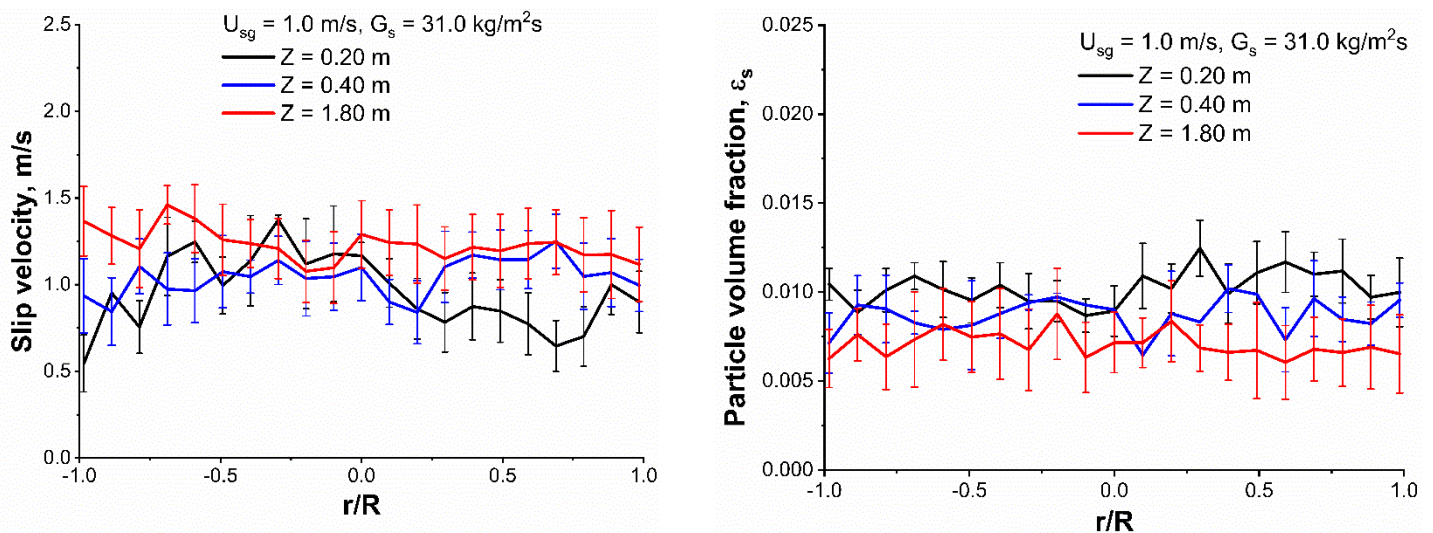 U_sg = 1.0 m/s, G_s = 31.0 kg/m²s
Z = 0.20 m
Z = 0.40 m
Z = 1.80 m
Slip velocity, m/s
2.5
2.0
1.5
1.0
0.5
0.0
-1.0 -0.5 0.0 0.5 1.0
r/R
U_sg = 1.0 m/s, G_s = 31.0 kg/m²s
Z = 0.20 m
Z = 0.40 m
Z = 1.80 m
Particle volume fraction, ε_s
0.025
0.020
0.015
0.010
0.005
0.000
-1.0 -0.5 0.0 0.5 1.0
r/R